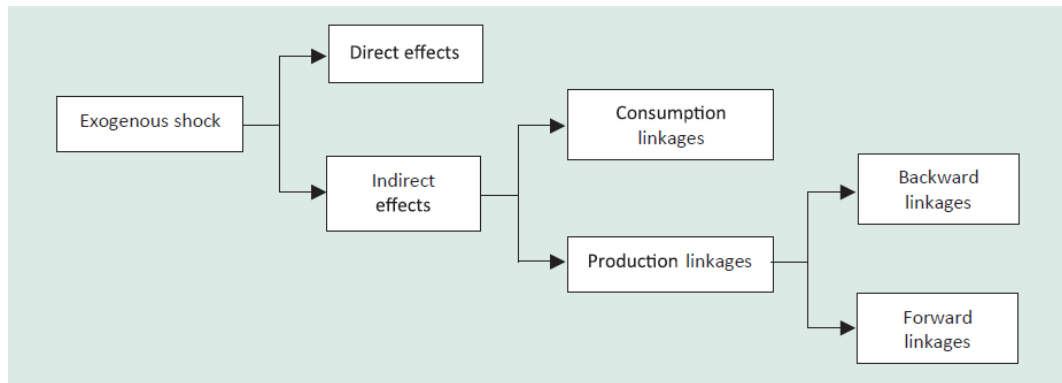 Direct effects
Exogenous shock
Consumption
linkages
Indirect
effects
Backward
linkages
Production linkages
Forward
linkages